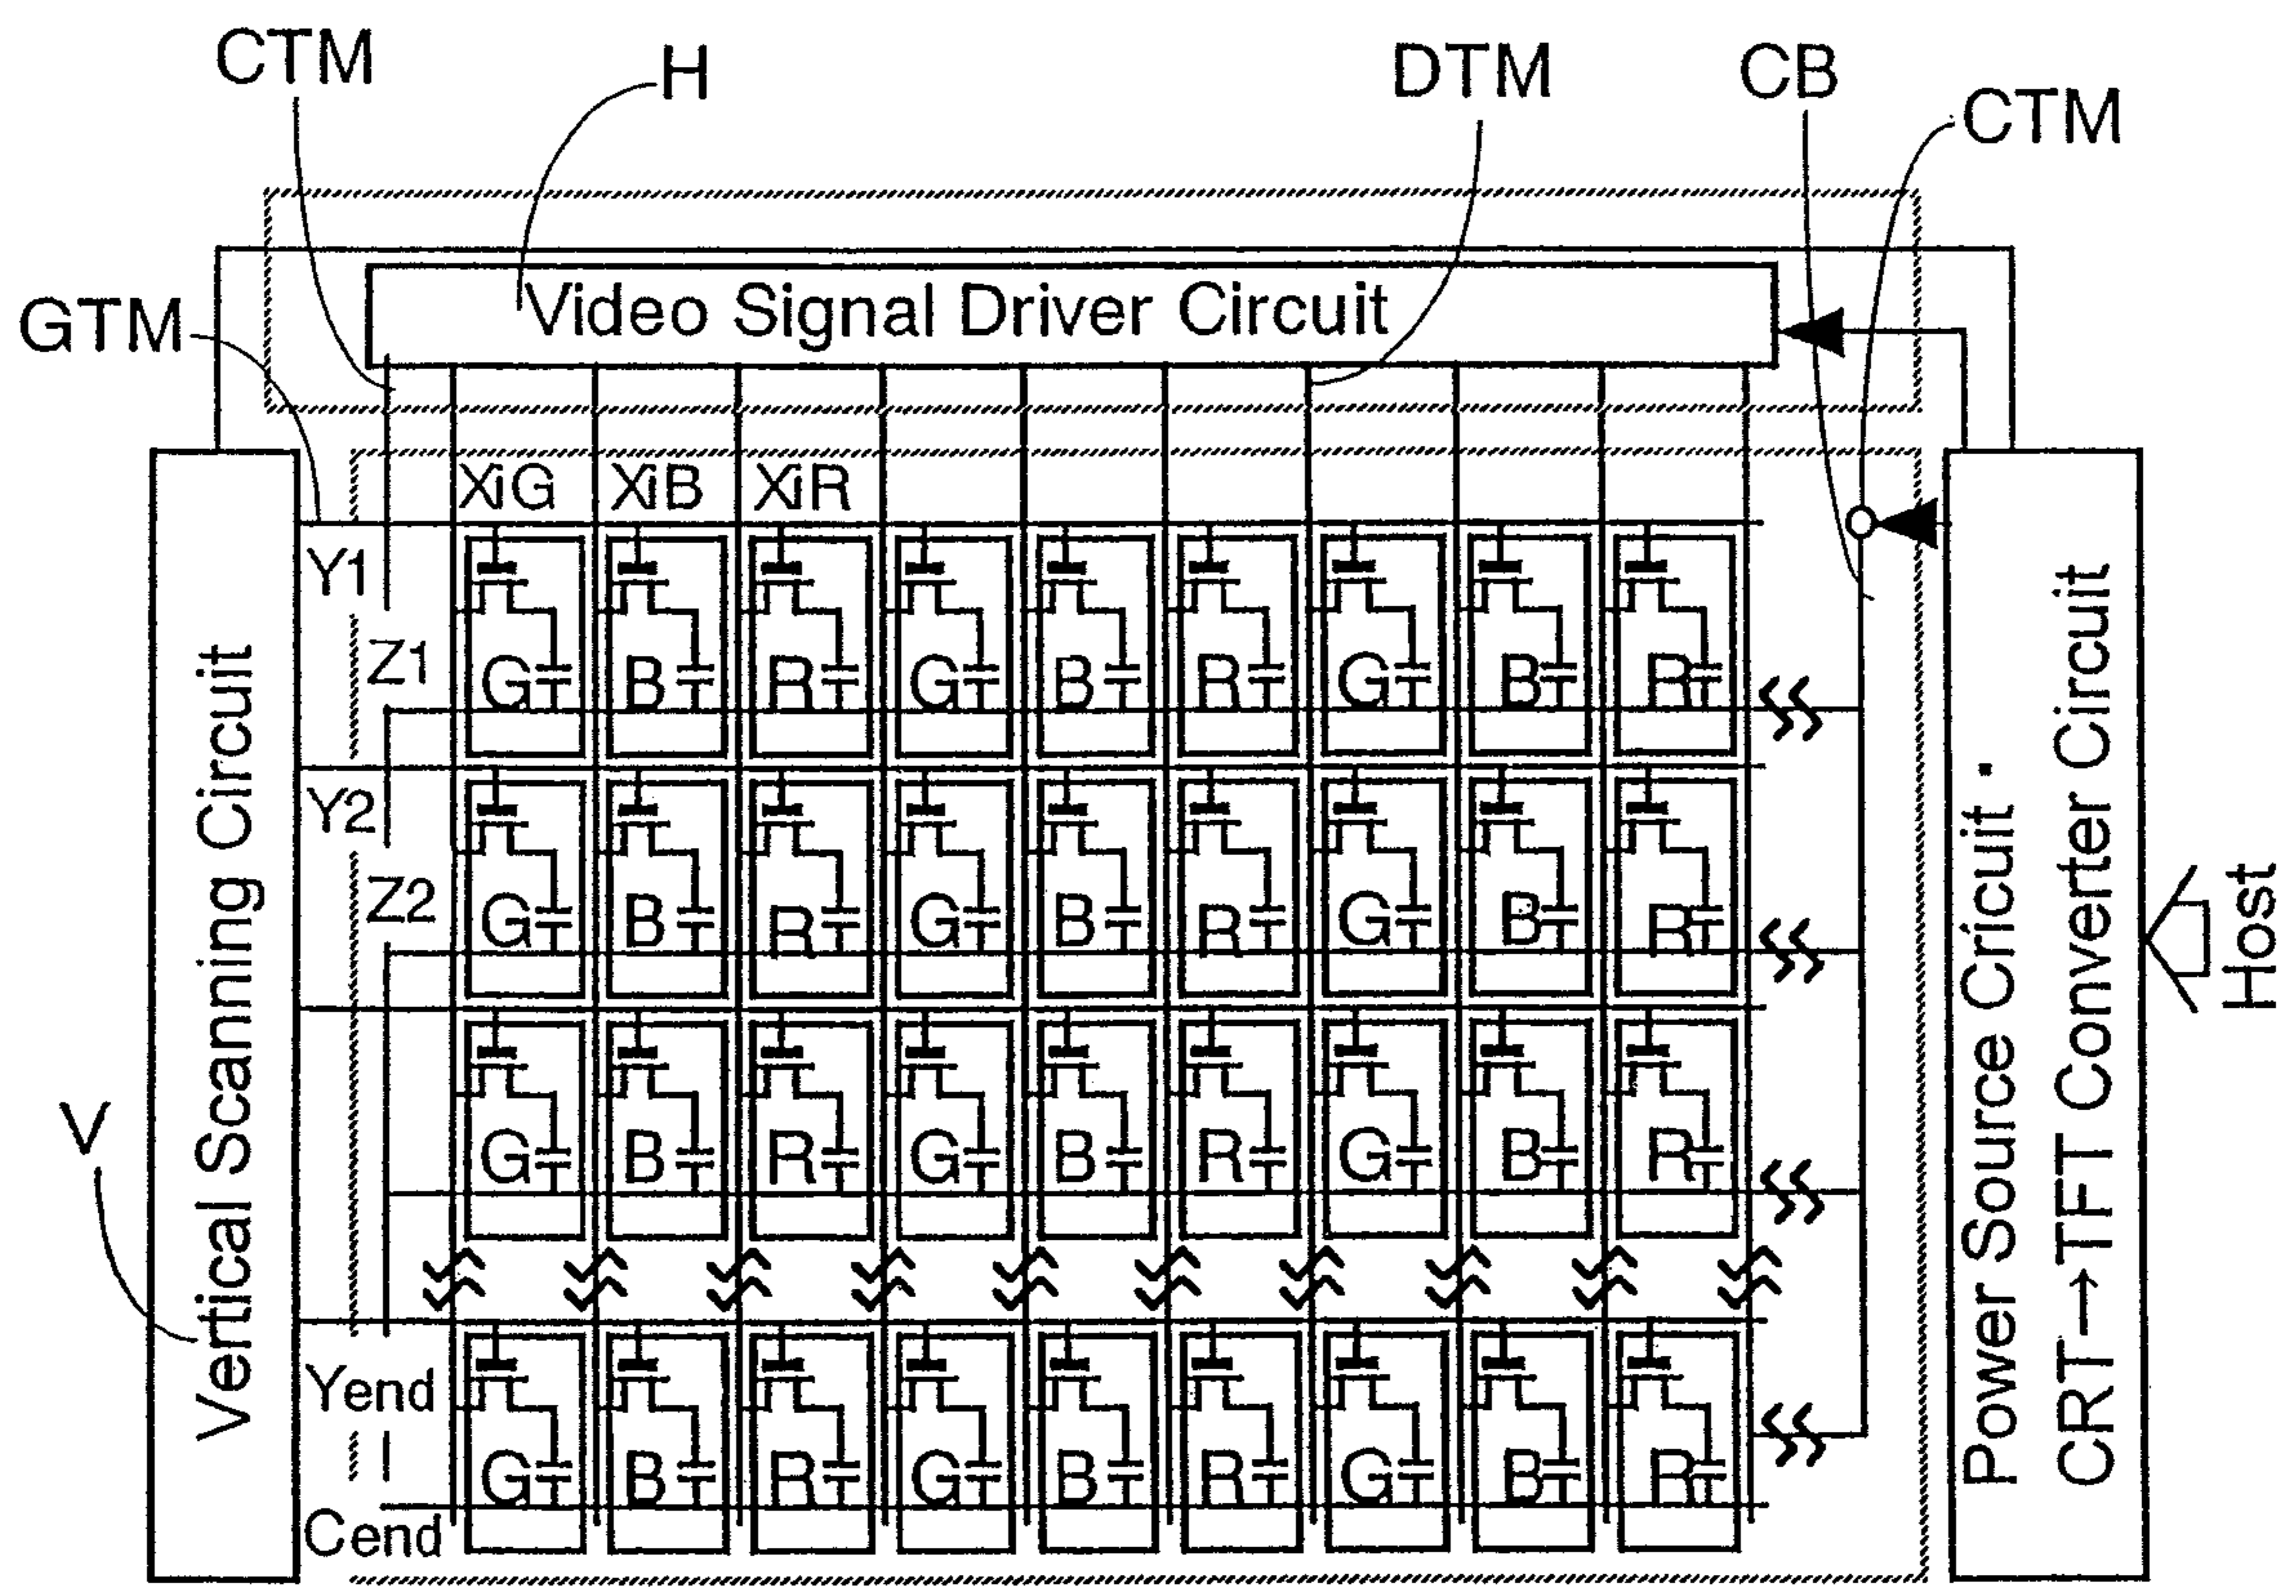 CTM
H
DTM
CB
CTM
Video Signal Driver Circuit
GTM
XiG XiB XiR
Y1
Z1
G B R G B R G B R
Y2
Z2
G B R G B R G B R
G B R G B R G B R
Yend
G B R G B R G B R
Cend
V
Vertical Scanning Circuit
Power Source Cricuit ·
CRT→TFT Converter Circuit
Host